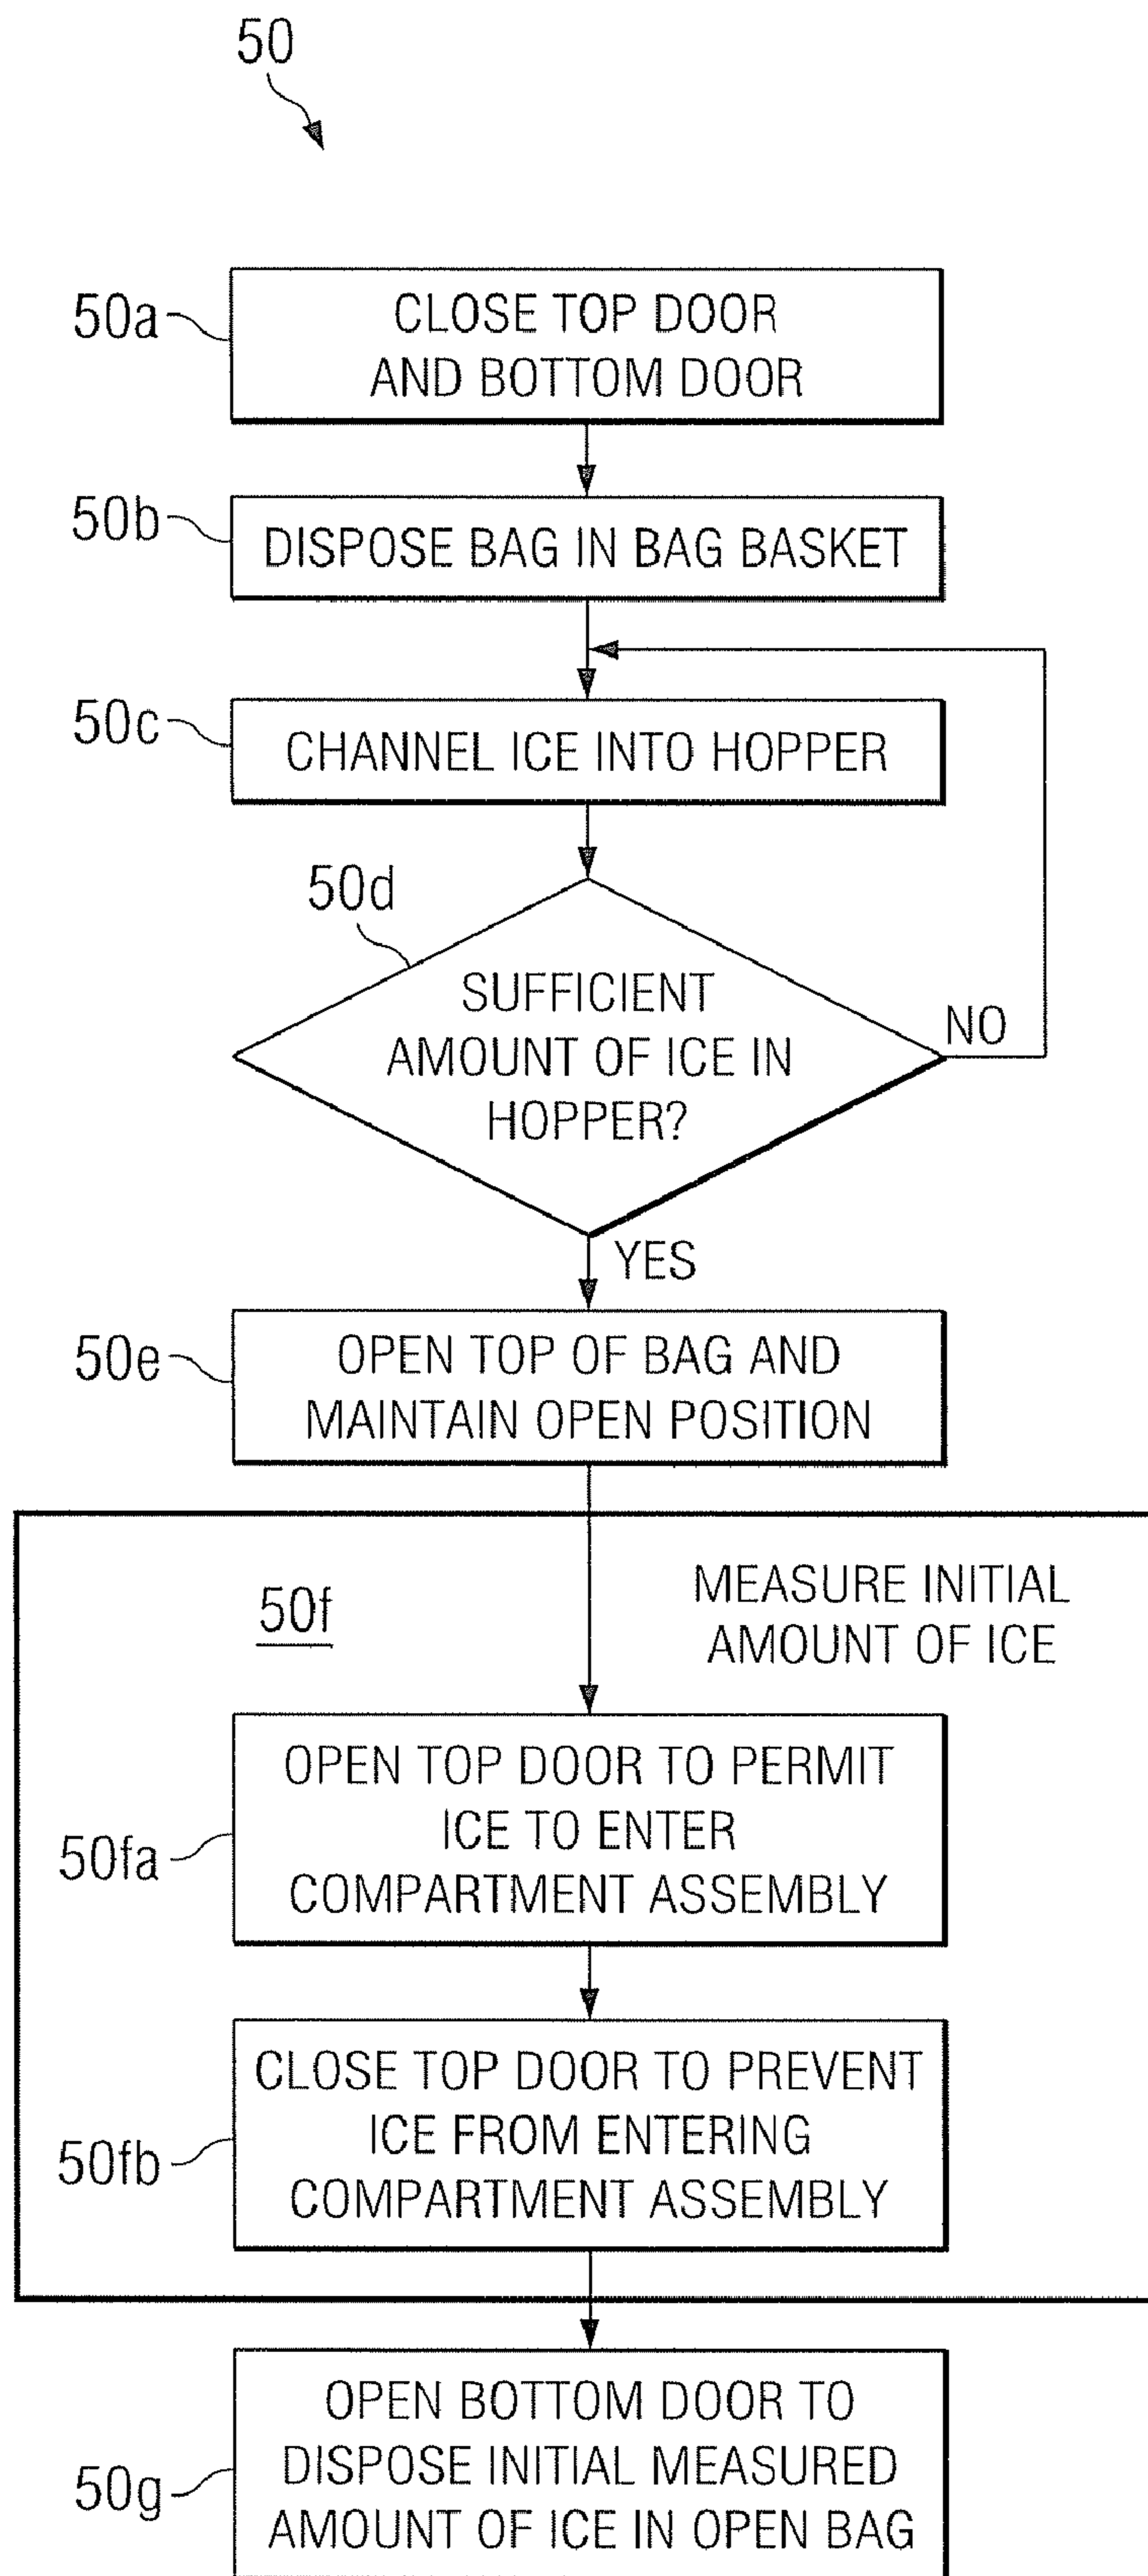 50
50a
CLOSE TOP DOOR
AND BOTTOM DOOR
50b
DISPOSE BAG IN BAG BASKET
50c
CHANNEL ICE INTO HOPPER
50d
SUFFICIENT
AMOUNT OF ICE IN
HOPPER?
NO
YES
50e
OPEN TOP OF BAG AND
MAINTAIN OPEN POSITION
50f
MEASURE INITIAL
AMOUNT OF ICE
50fa
OPEN TOP DOOR TO PERMIT
ICE TO ENTER
COMPARTMENT ASSEMBLY
50fb
CLOSE TOP DOOR TO PREVENT
ICE FROM ENTERING
COMPARTMENT ASSEMBLY
50g
OPEN BOTTOM DOOR TO
DISPOSE INITIAL MEASURED
AMOUNT OF ICE IN OPEN BAG